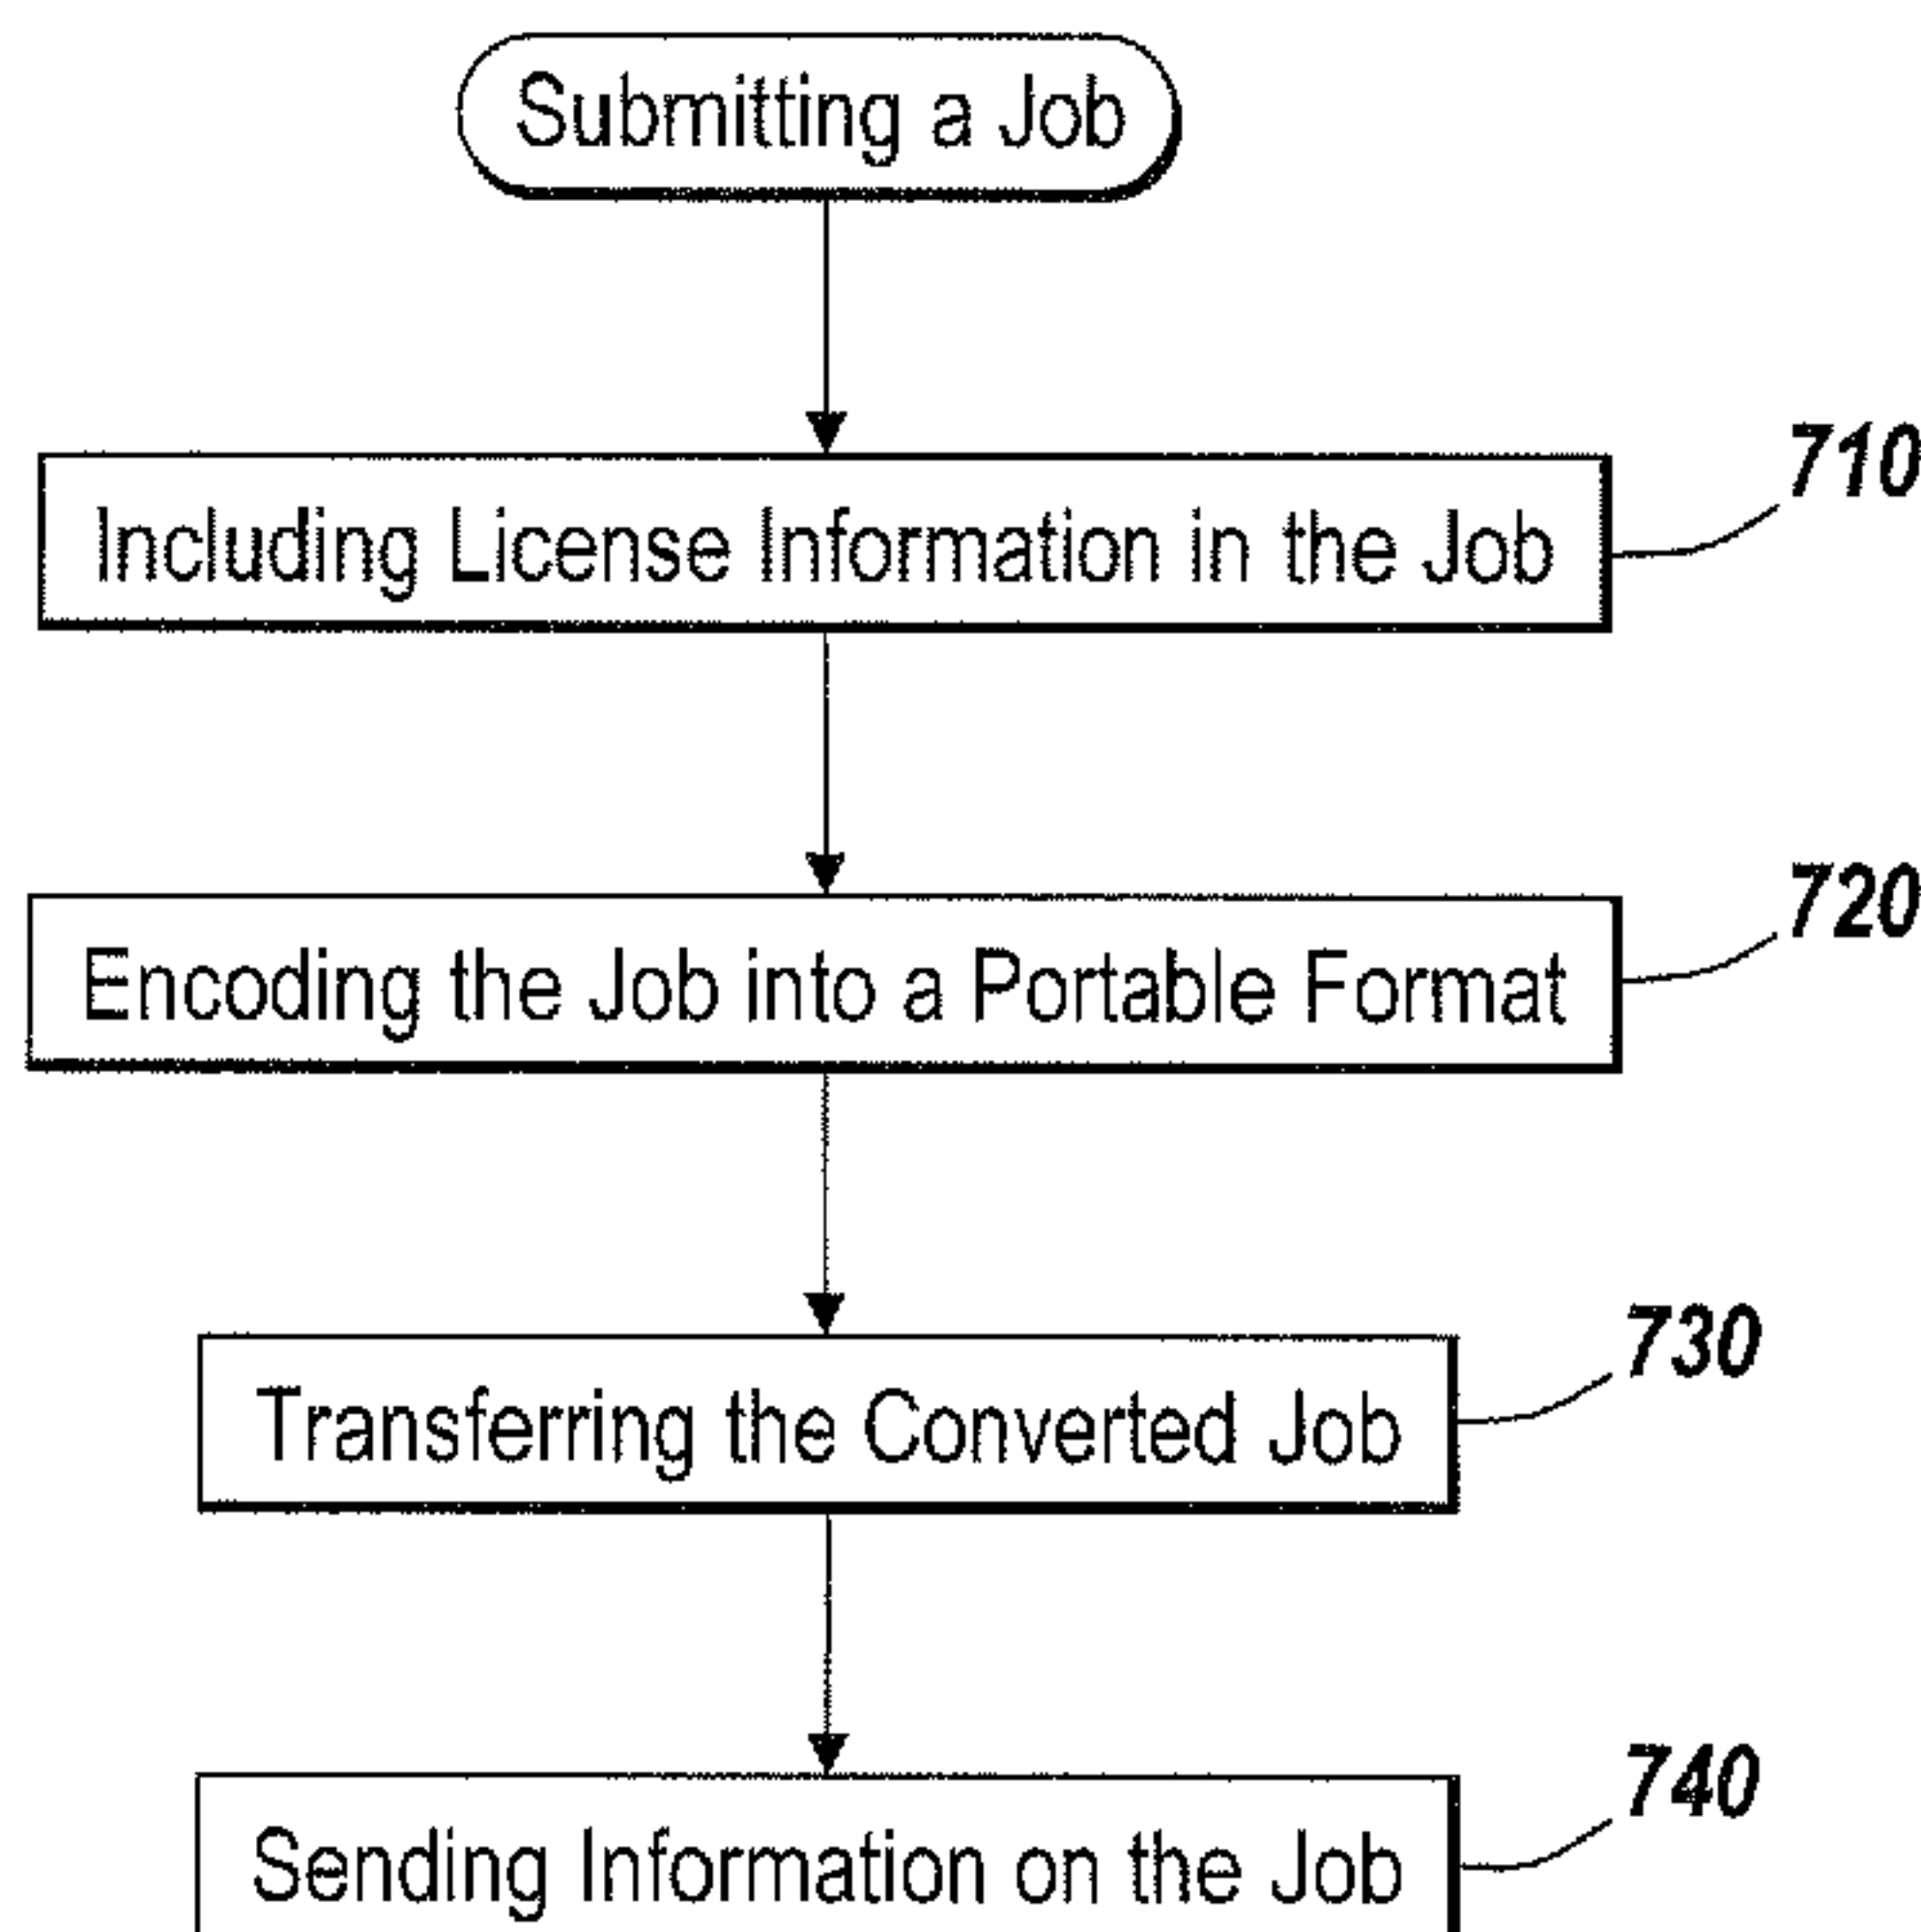 Submitting a Job
710
Including License Information in the Job
720
Encoding the Job into a Portable Format
730
Transferring the Converted Job
740
Sending Information on the Job